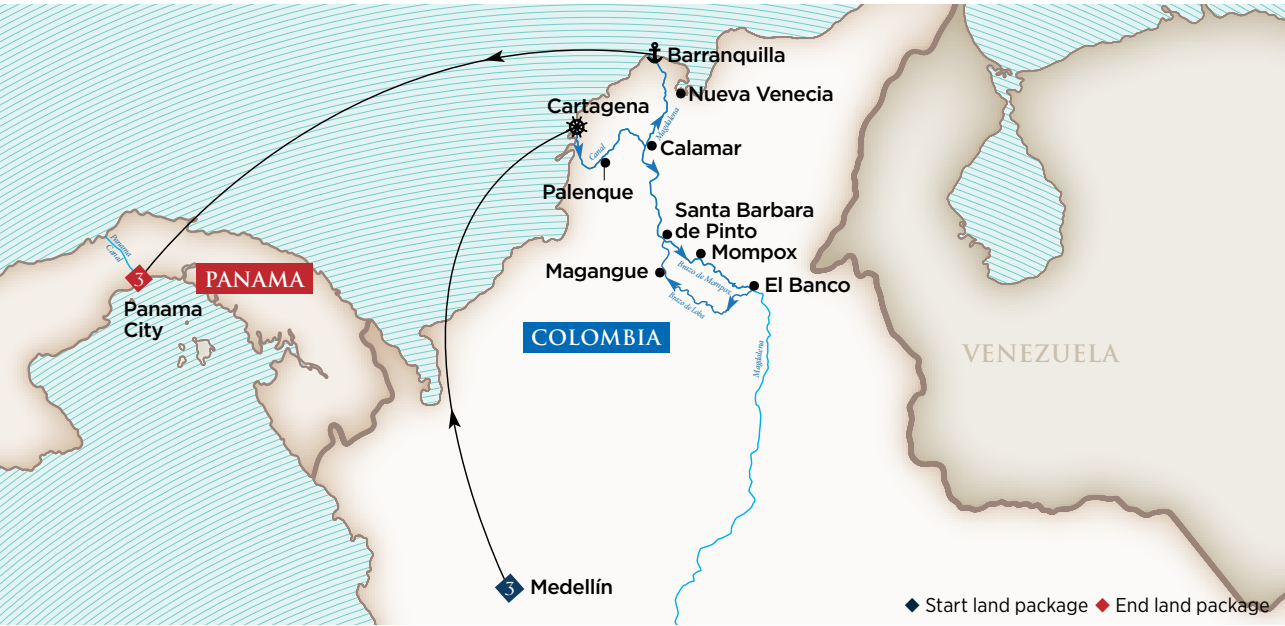 Barranquilla
Nueva Venecia
Cartagena
Magdalena
Canal
Calamar
Palenque
Santa Barbara
de Pinto
Mompox
Magangue
Brazo de Mompox
El Banco
Brazo de Loba
Panama
Canal
3
PANAMA
Panama
City
COLOMBIA
VENEZUELA
Magdalena
3
Medellín
Start land package
End land package